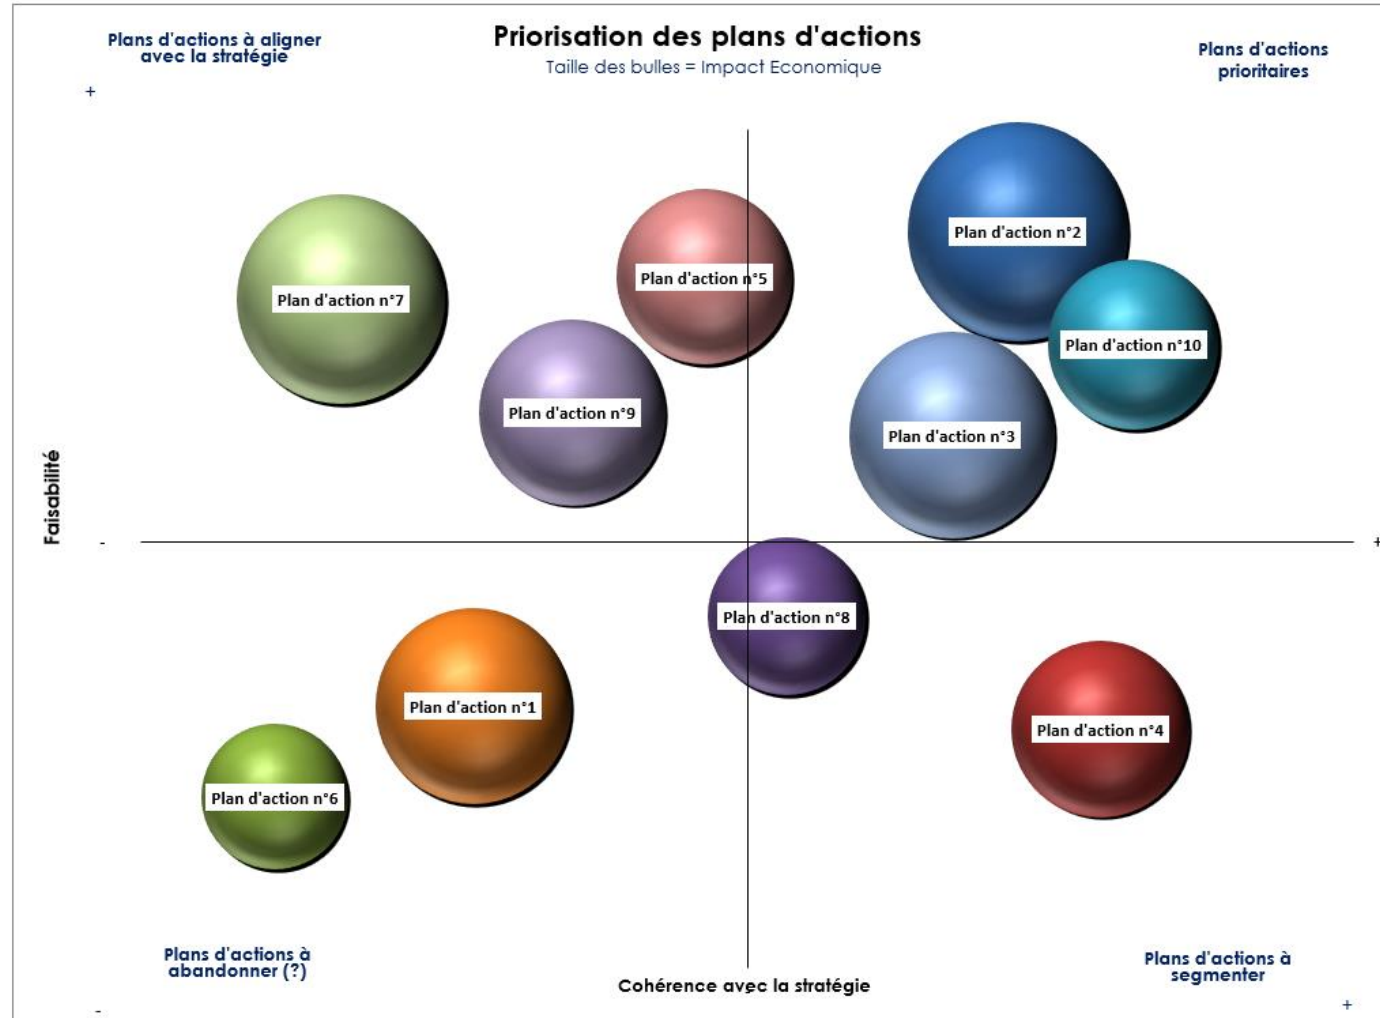 Plans d'actions à aligner
avec la stratégie
Priorisation des plans d'actions
Taille des bulles = Impact Economique
Plans d'actions
prioritaires
+
Plan d'action n°2
Plan d'action n°5
Plan d'action n°7
Plan d'action n°10
Plan d'action n°9
Plan d'action n°3
Faisabilité
-
+
Plan d'action n°8
Plan d'action n°1
Plan d'action n°4
Plan d'action n°6
Plans d'actions à
abandonner (?)
Plans d'actions à
segmenter
Cohérence avec la stratégie
-
+